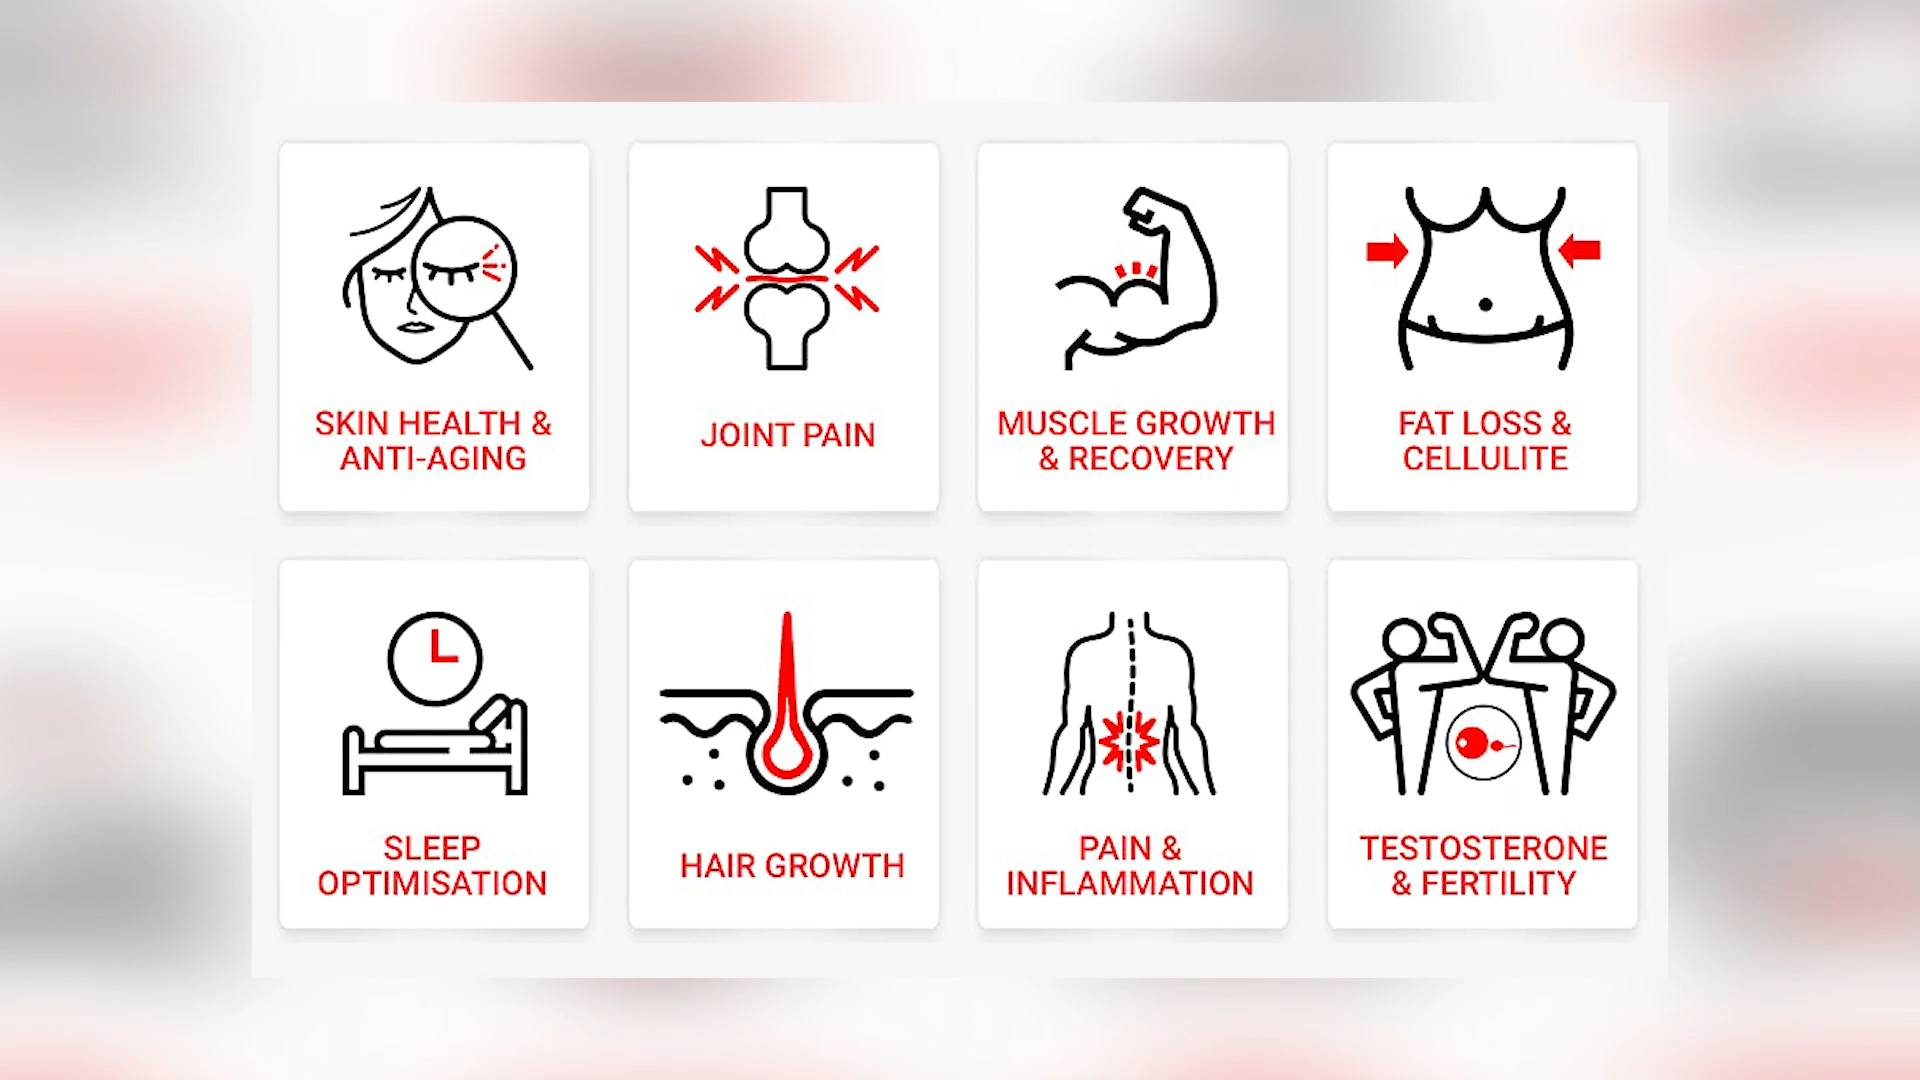 SKIN HEALTH &
ANTI-AGING
JOINT PAIN
MUSCLE GROWTH
& RECOVERY
FAT LOSS &
CELLULITE
SLEEP
OPTIMISATION
HAIR GROWTH
PAIN &
INFLAMMATION
TESTOSTERONE
& FERTILITY